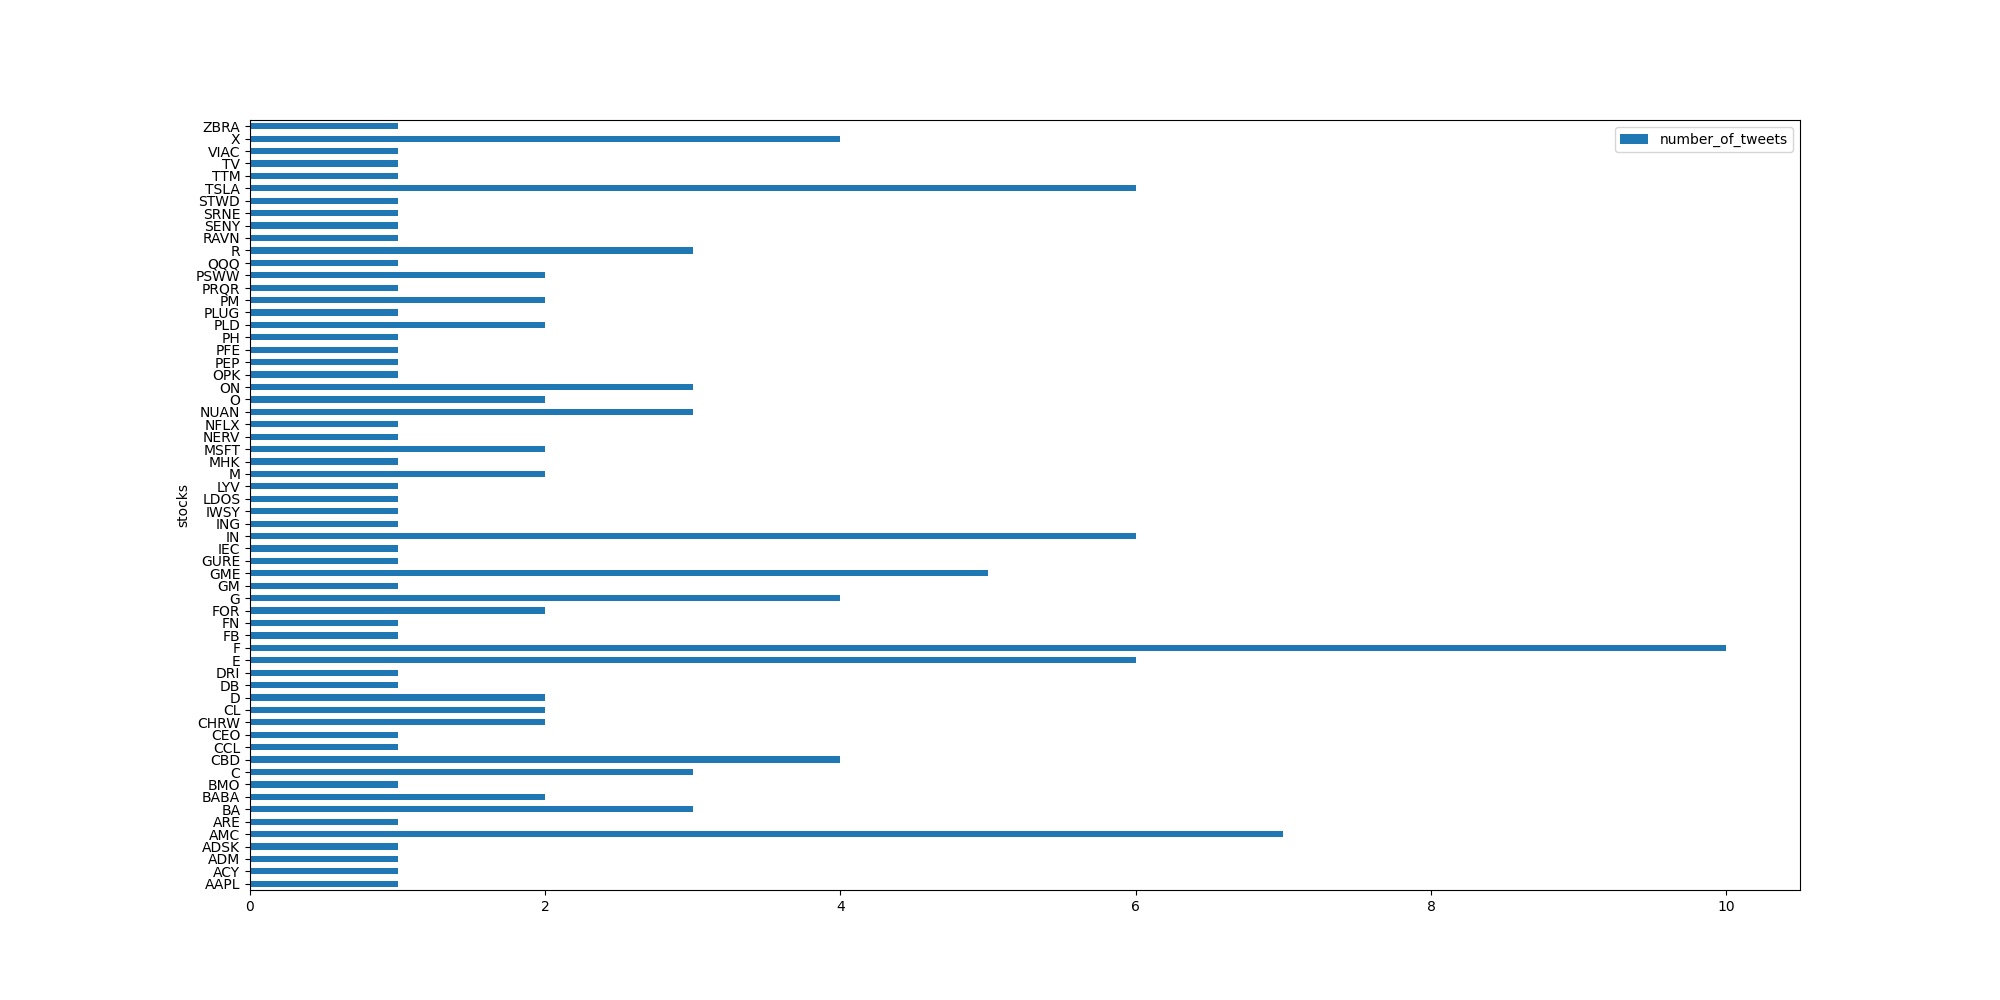 number_of_tweets
stocks
ZBRA
X
VIAC
TV
TTM
TSLA
STWD
SRNE
SENY
RAVN
R
QQQ
PSWW
PRQR
PM
PLUG
PLD
PH
PFE
PEP
OPK
ON
O
NUAN
NFLX
NERV
MSFT
MHK
M
LYV
LDOS
IWSY
ING
IN
IEC
GURE
GME
GM
G
FOR
FN
FB
F
E
DRI
DB
D
CL
CHRW
CEO
CCL
CBD
C
BMO
BABA
BA
ARE
AMC
ADSK
ADM
ACY
AAPL
0 2 4 6 8 10